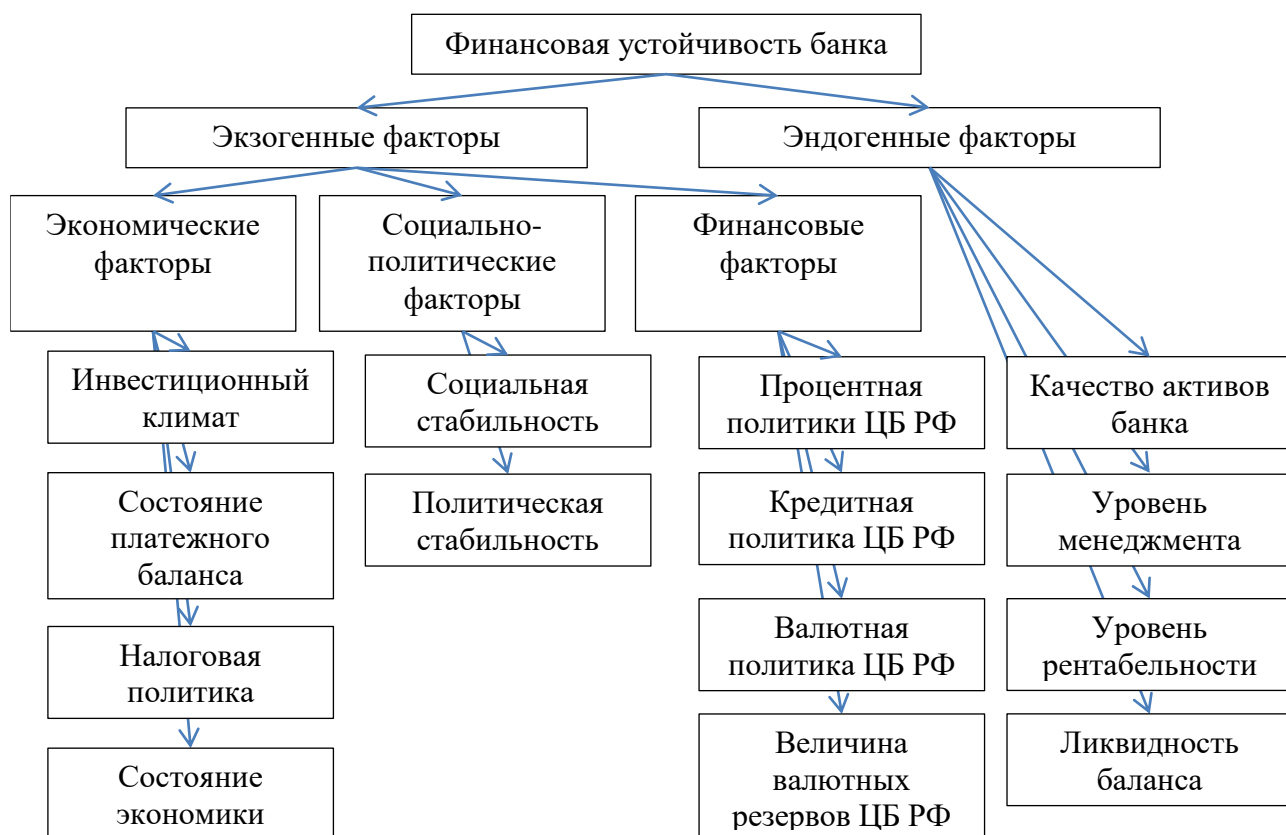 Финансовая устойчивость банка
Экзогенные факторы
Эндогенные факторы
Экономические
факторы
Социально-
политические
факторы
Финансовые
факторы
Инвестиционный
климат
Социальная
стабильность
Процентная
политики ЦБ РФ
Качество активов
банка
Состояние
платежного
баланса
Политическая
стабильность
Кредитная
политика ЦБ РФ
Уровень
менеджмента
Налоговая
политика
Валютная
политика ЦБ РФ
Уровень
рентабельности
Состояние
экономики
Величина
валютных
резервов ЦБ РФ
Ликвидность
баланса